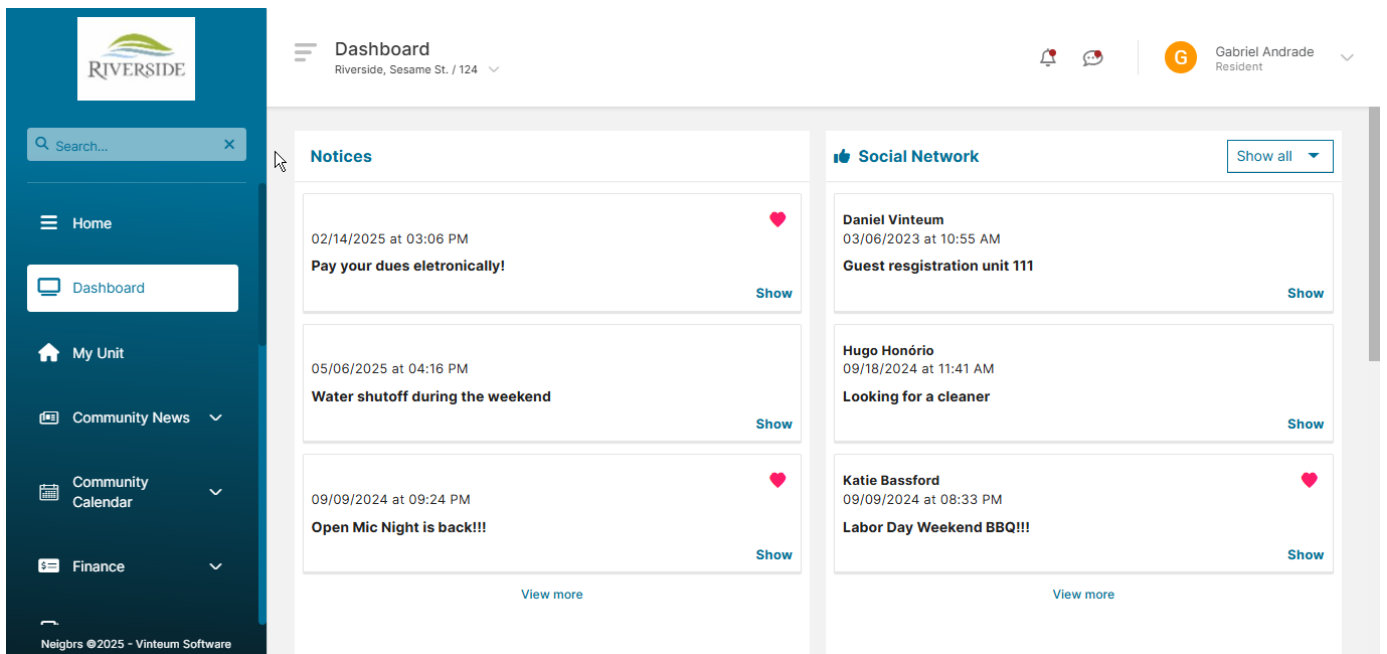 RIVERSIDE
Search...
Home
Dashboard
My Unit
Community News
Community
Calendar
Finance
Neigbrs ©2025 - Vinteum Software
Dashboard
Riverside, Sesame St. / 124
G
Gabriel Andrade
Resident
Notices
02/14/2025 at 03:06 PM
Pay your dues eletronically!
Show
05/06/2025 at 04:16 PM
Water shutoff during the weekend
Show
09/09/2024 at 09:24 PM
Open Mic Night is back!!!
Show
View more
Social Network
Show all
Daniel Vinteum
03/06/2023 at 10:55 AM
Guest resgistration unit 111
Show
Hugo Honório
09/18/2024 at 11:41 AM
Looking for a cleaner
Show
Katie Bassford
09/09/2024 at 08:33 PM
Labor Day Weekend BBQ!!!
Show
View more